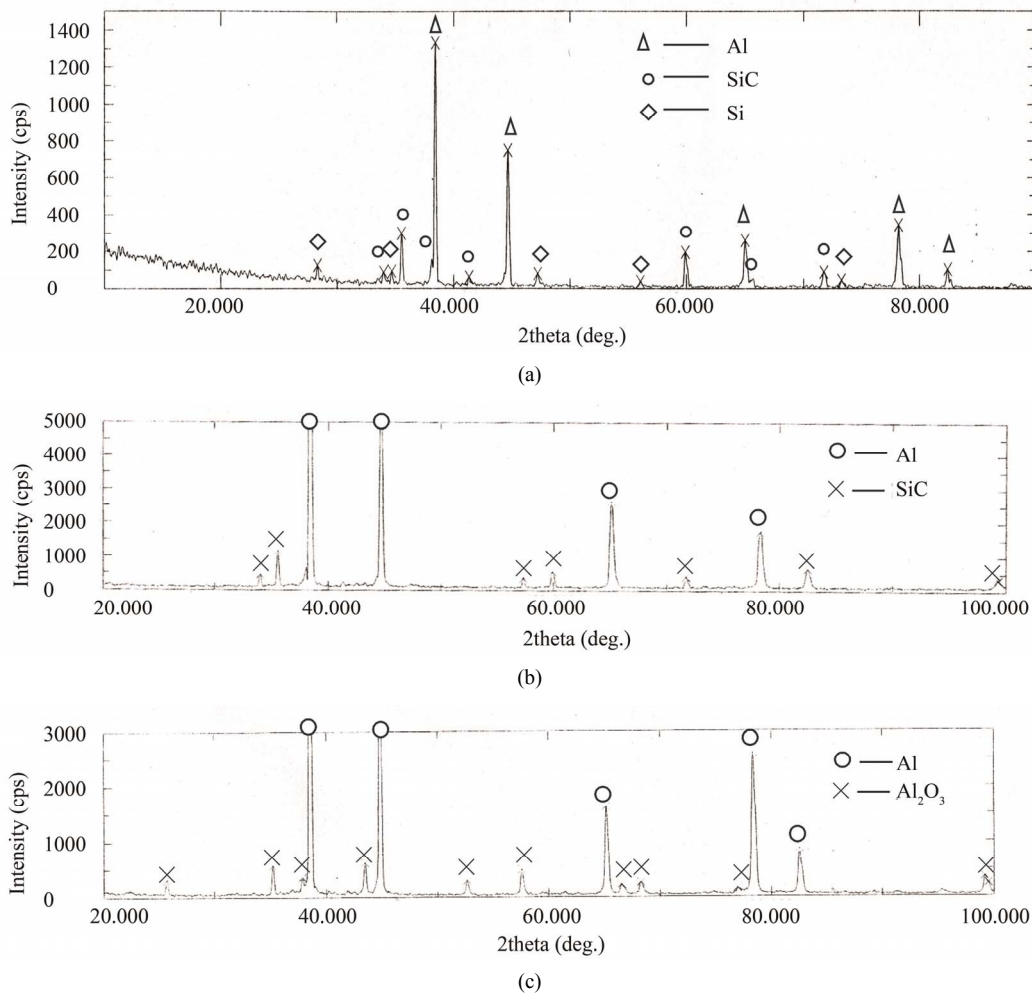 1400
1200
1000
800
600
400
200
0
Intensity (cps)
Al
SiC
Si
20.000 40.000 60.000 80.000
2theta (deg.)
(a)
5000
4000
3000
2000
1000
0
Intensity (cps)
Al
SiC
20.000 40.000 60.000 80.000 100.000
2theta (deg.)
(b)
3000
2000
1000
0
Intensity (cps)
Al
Al₂O₃
20.000 40.000 60.000 80.000 100.000
2theta (deg.)
(c)